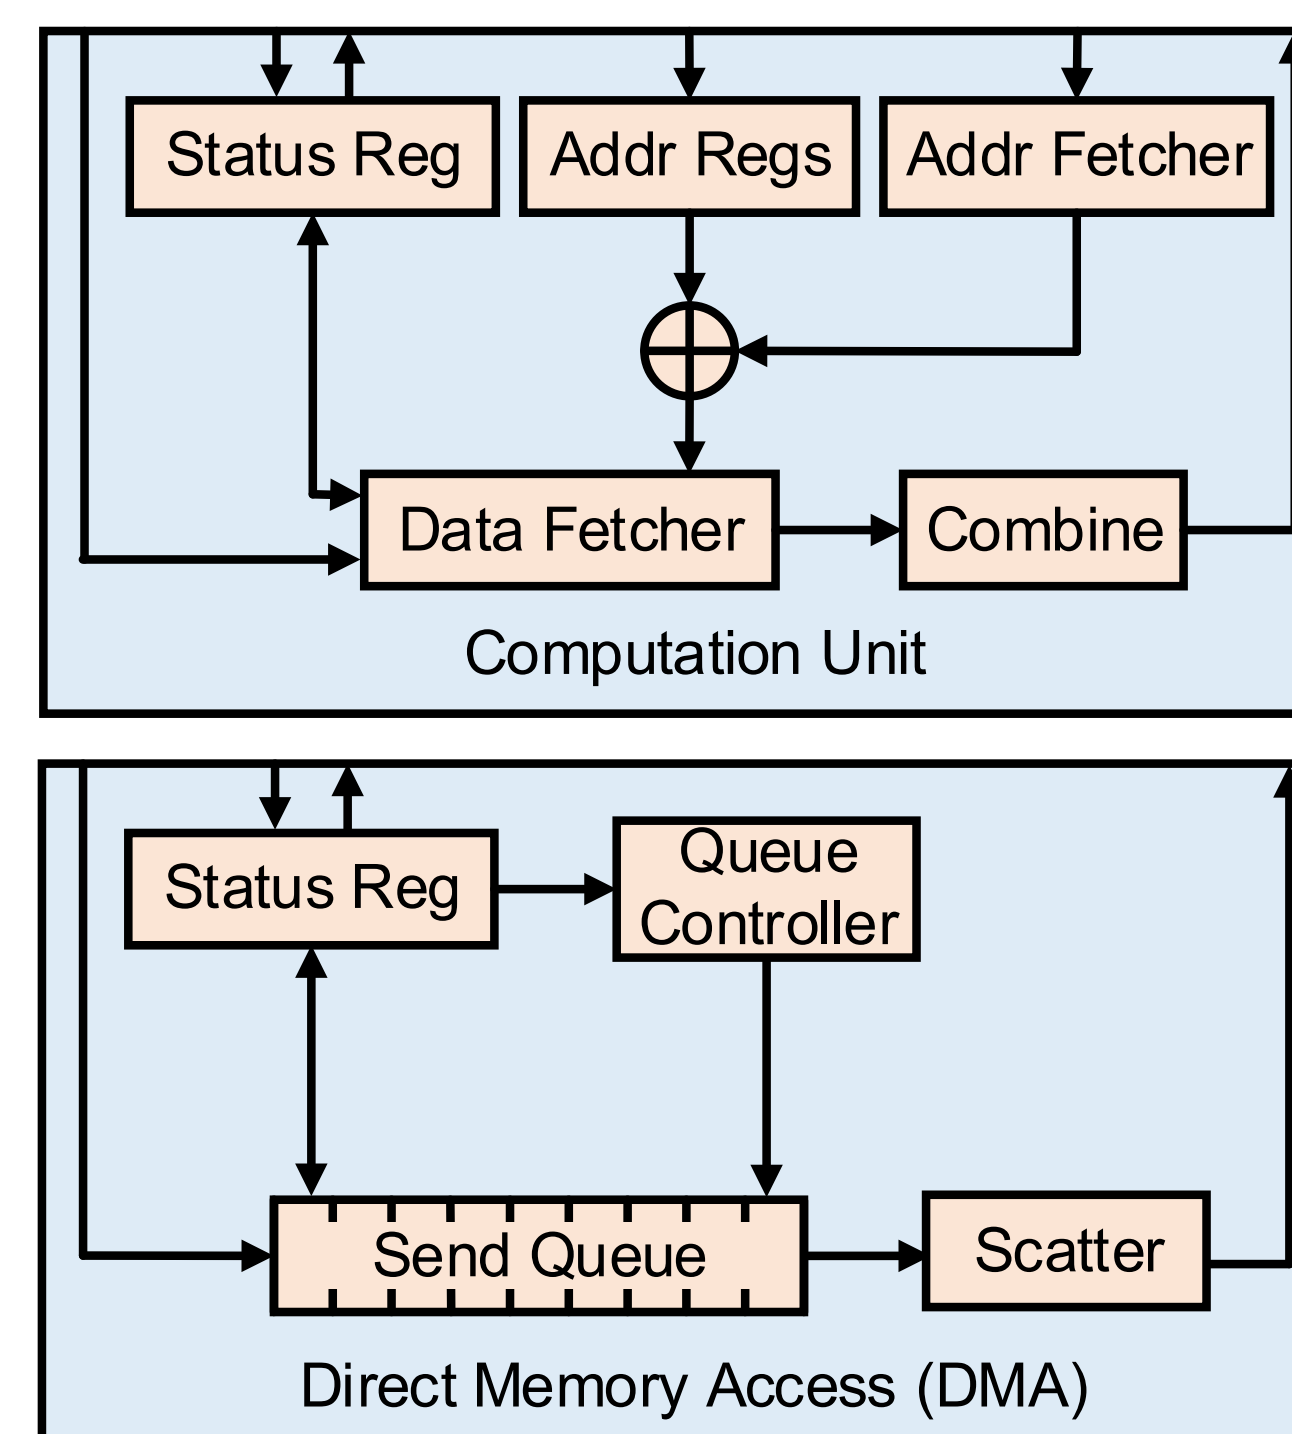 Status Reg
Addr Regs
Addr Fetcher
Data Fetcher
Combine
Computation Unit
Status Reg
Queue
Controller
Send Queue
Scatter
Direct Memory Access (DMA)